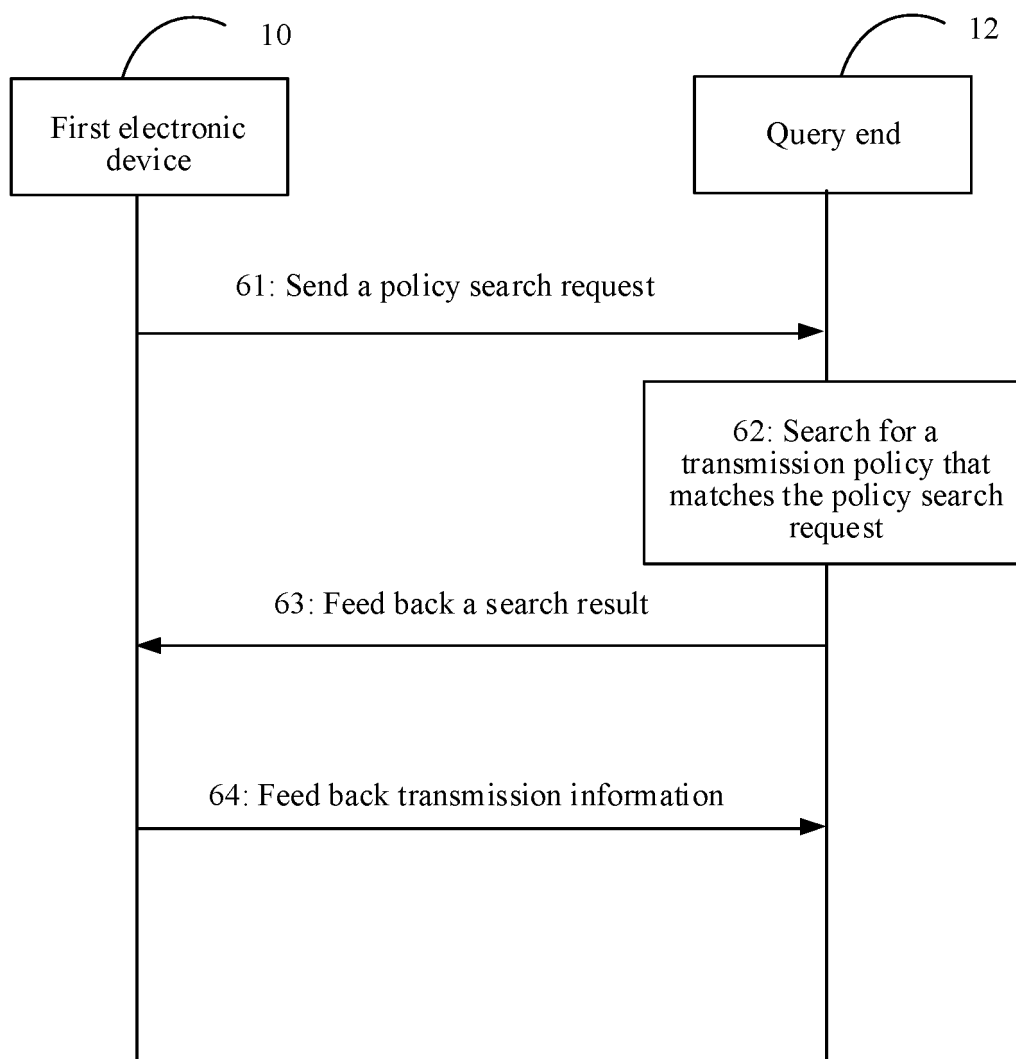 10
12
First electronic
device
Query end
61: Send a policy search request
62: Search for a
transmission policy that
matches the policy search
request
63: Feed back a search result
64: Feed back transmission information